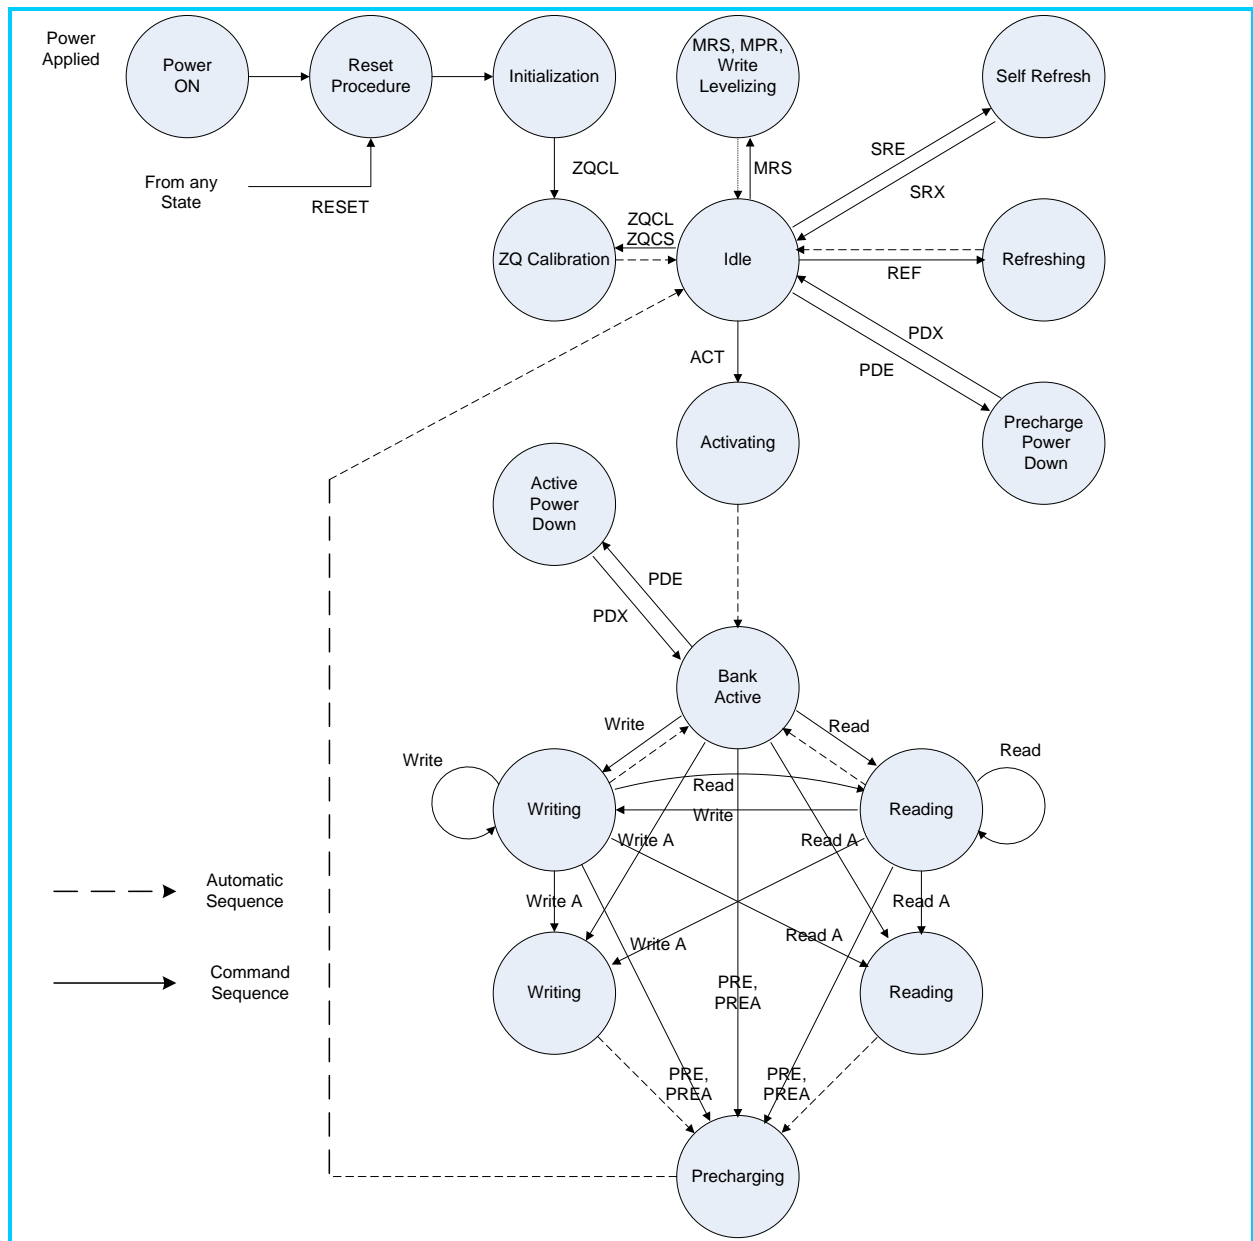 Power
Applied
Power
ON
Reset
Procedure
Initialization
MRS, MPR,
Write
Levelizing
Self Refresh
From any
State
RESET
ZQCL
MRS
SRE
SRX
ZQCL
ZQCS
ZQ Calibration
Idle
REF
Refreshing
ACT
PDX
PDE
Activating
Precharge
Power
Down
Active
Power
Down
PDE
PDX
Bank
Active
Write
Read
Write
Read
Writing
Read
Write
Reading
Write A
Read A
Write A
Read A
Write A
Read A
Automatic
Sequence
Command
Sequence
Writing
PRE,
PREA
Reading
PRE,
PREA
PRE,
PREA
Precharging